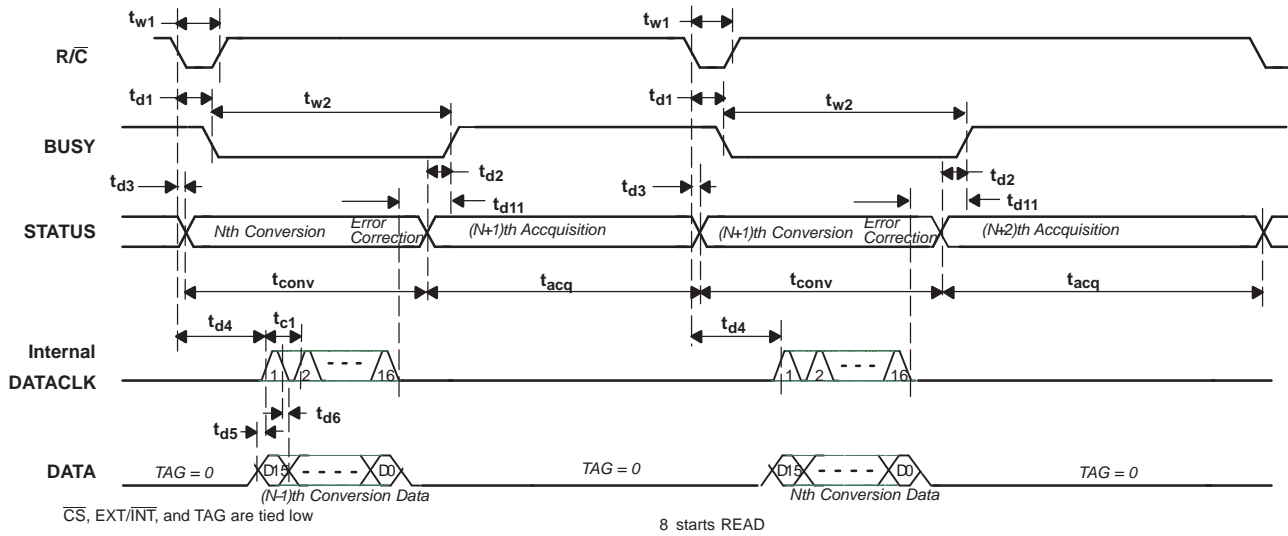 tw1 tw1
R/C̅
td1 tw2 td1 tw2
BUSY
td3 td2 td3 td2
td11 td11
STATUS Nth Conversion Error Correction (N+1)th Accquisition (N+1)th Conversion Error Correction (N+2)th Acquisition
tconv tacq tconv tacq
td4 tc1 td4
Internal
DATACLK 1 2 - - - 16 1 2 - - - 16
td5 td6
DATA TAG = 0 D15 - - - - D0 TAG = 0 D15 - - - - D0 TAG = 0
(N–1)th Conversion Data Nth Conversion Data
C̅S̅, EXT/I̅N̅T̅, and TAG are tied low
8 starts READ